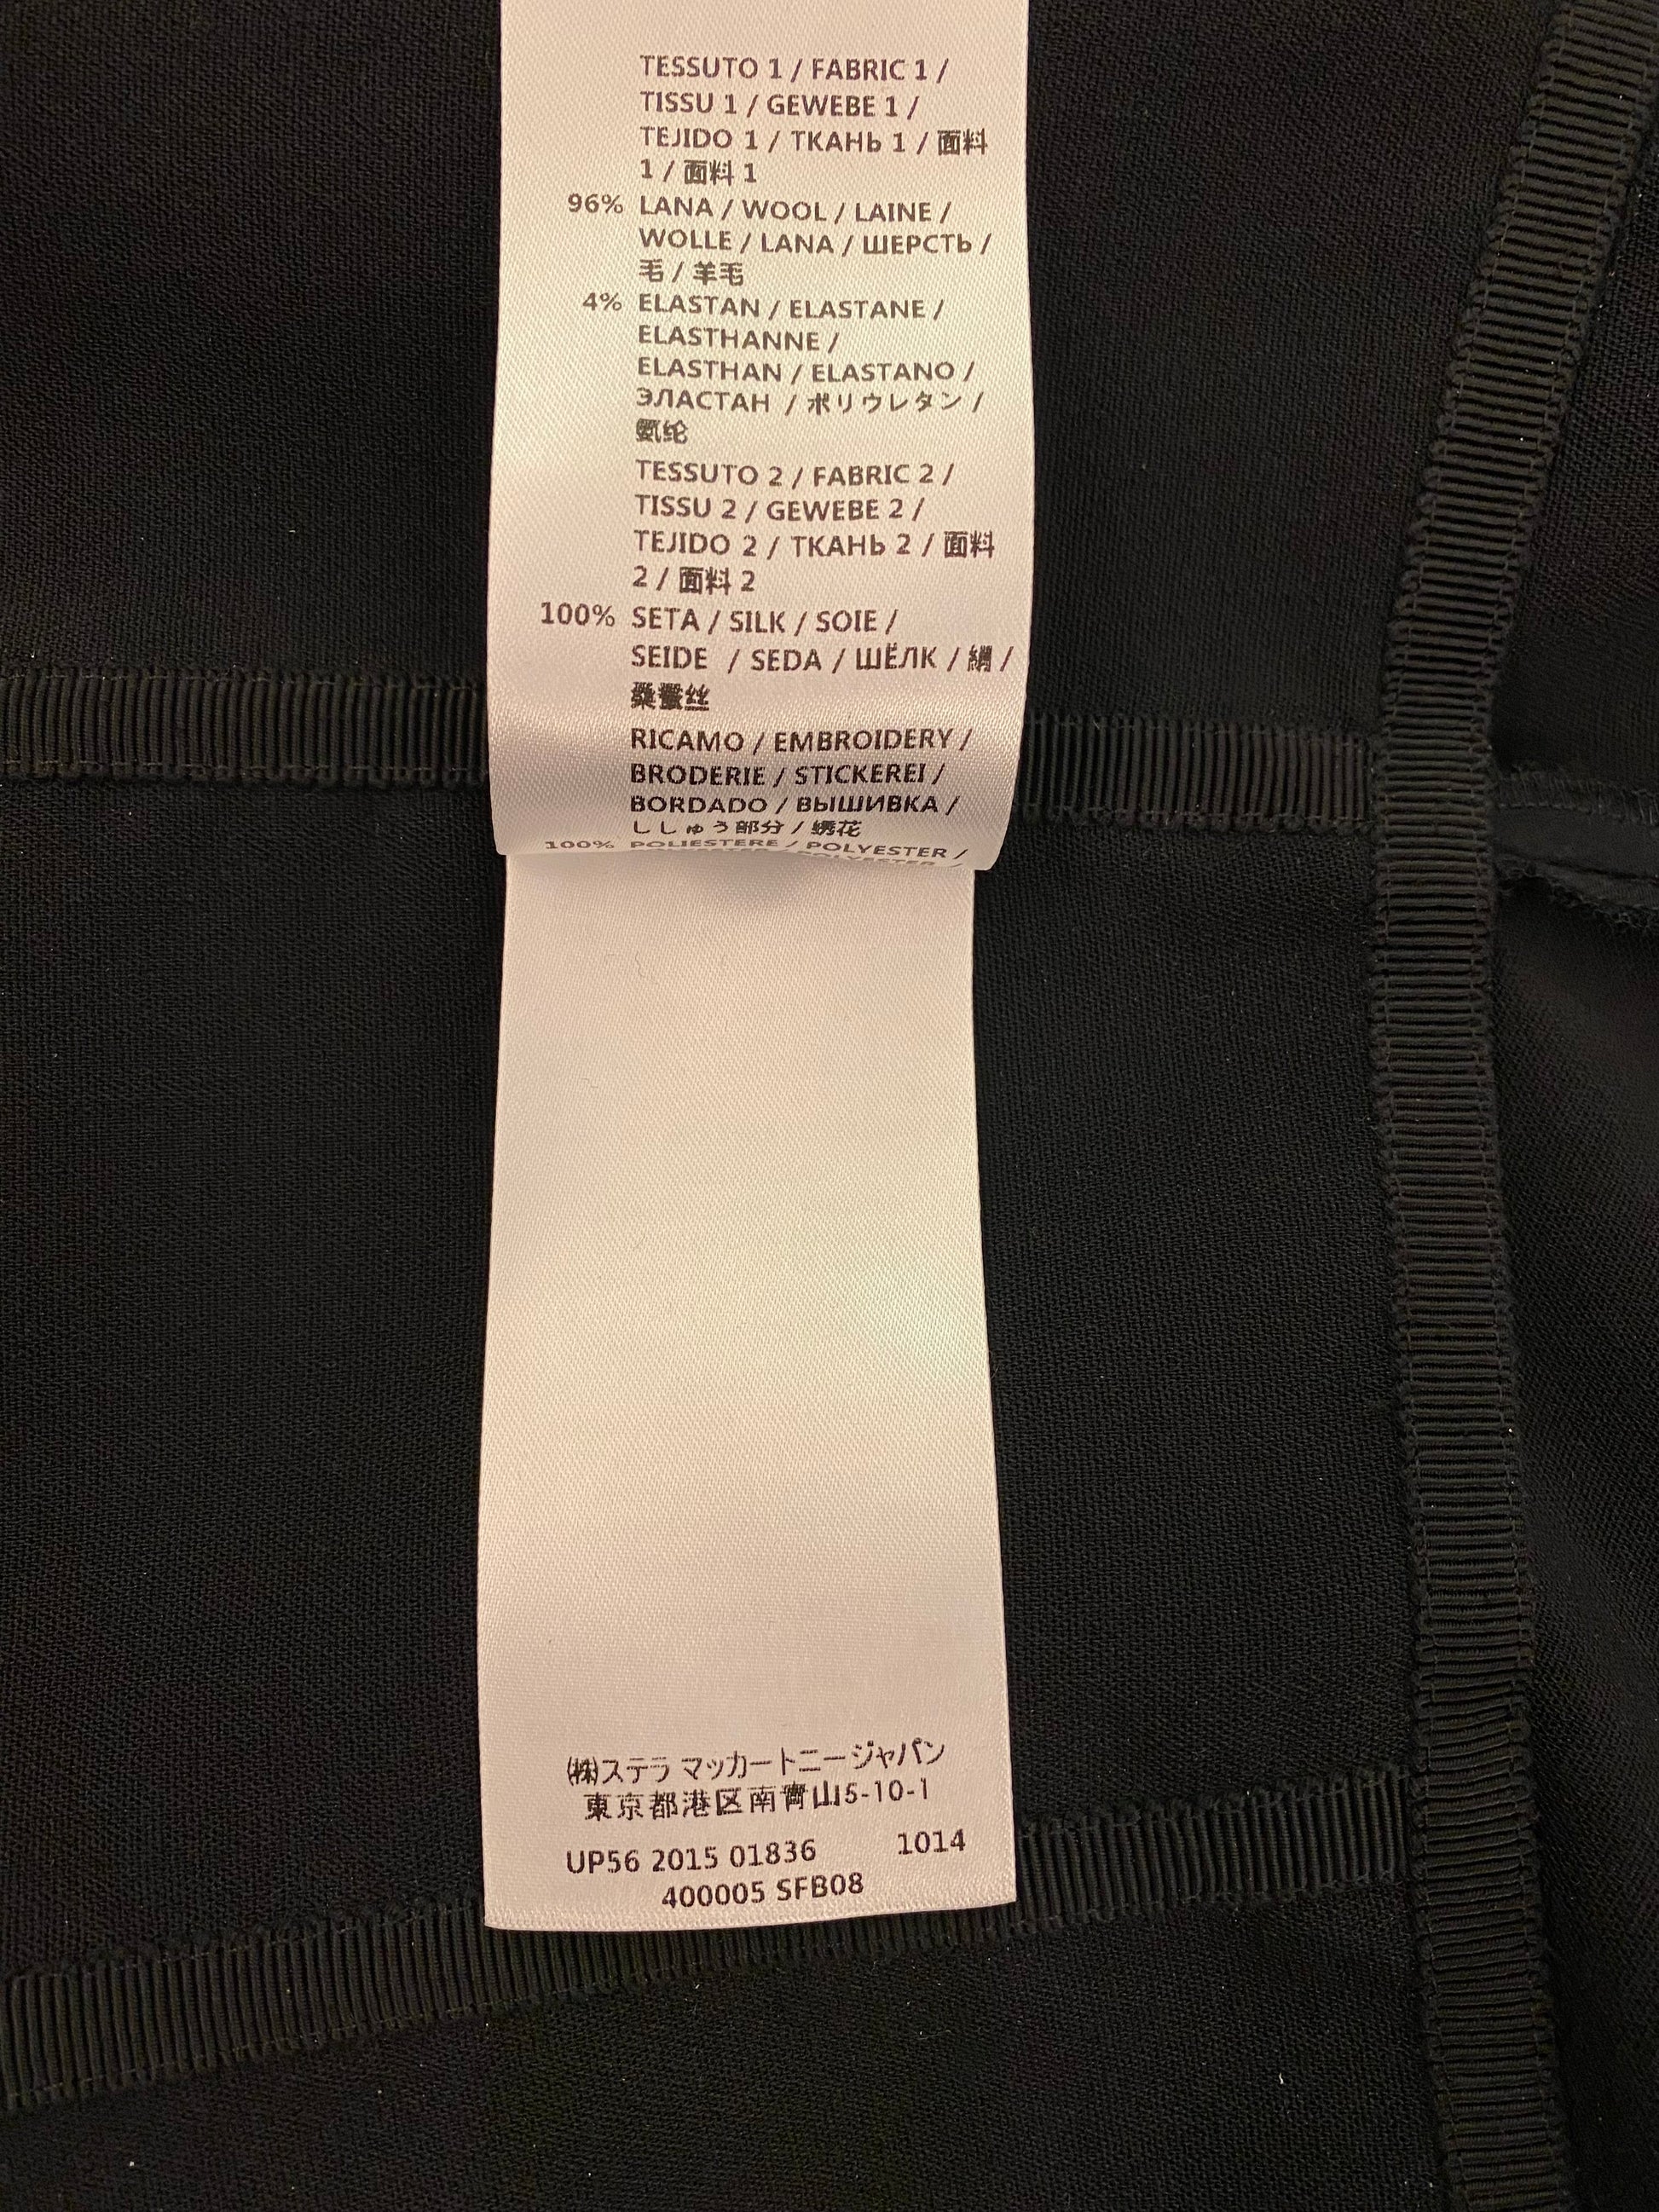 TESSUTO 1 / FABRIC 1 /
TISSU 1 / GEWEBE 1 /
TEJIDO 1 / ТКАНЬ 1 / 面料
1 / 面料 1
96% LANA / WOOL / LAINE /
WOLLE / LANA / ШЕРСТЬ /
毛 / 羊毛
4% ELASTAN / ELASTANE /
ELASTHANNE /
ELASTHAN / ELASTANO /
ЭЛАСТАН / ポリウレタン /
氨纶
TESSUTO 2 / FABRIC 2 /
TISSU 2 / GEWEBE 2 /
TEJIDO 2 / ТКАНЬ 2 / 面料
2 / 面料 2
100% SETA / SILK / SOIE /
SEIDE / SEDA / ШЁЛК / 絹 /
桑蚕丝
RICAMO / EMBROIDERY /
BRODERIE / STICKEREI /
BORDADO / ВЫШИВКА /
ししゅう部分 / 绣花
100% POLIESTERE / POLYESTER /
㈱ステラ マッカートニージャパン
東京都港区南青山5-10-1
UP56 2015 01836 1014
400005 SFB08